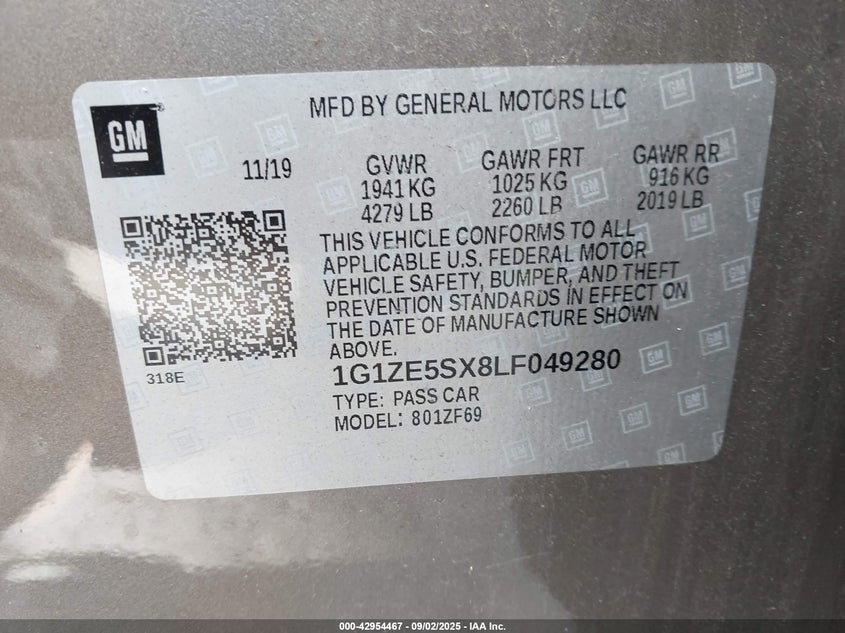 MFD BY GENERAL MOTORS LLC
GM
11/19
GVWR
1941 KG
4279 LB
GAWR FRT
1025 KG
2260 LB
GAWR RR
916 KG
2019 LB
THIS VEHICLE CONFORMS TO ALL
APPLICABLE U.S. FEDERAL MOTOR
VEHICLE SAFETY, BUMPER, AND THEFT
PREVENTION STANDARDS IN EFFECT ON
THE DATE OF MANUFACTURE SHOWN
ABOVE.
318E
1G1ZE5SX8LF049280
TYPE: PASS CAR
MODEL: 801ZF69
000-42954467 - 09/02/2025 - IAA Inc.